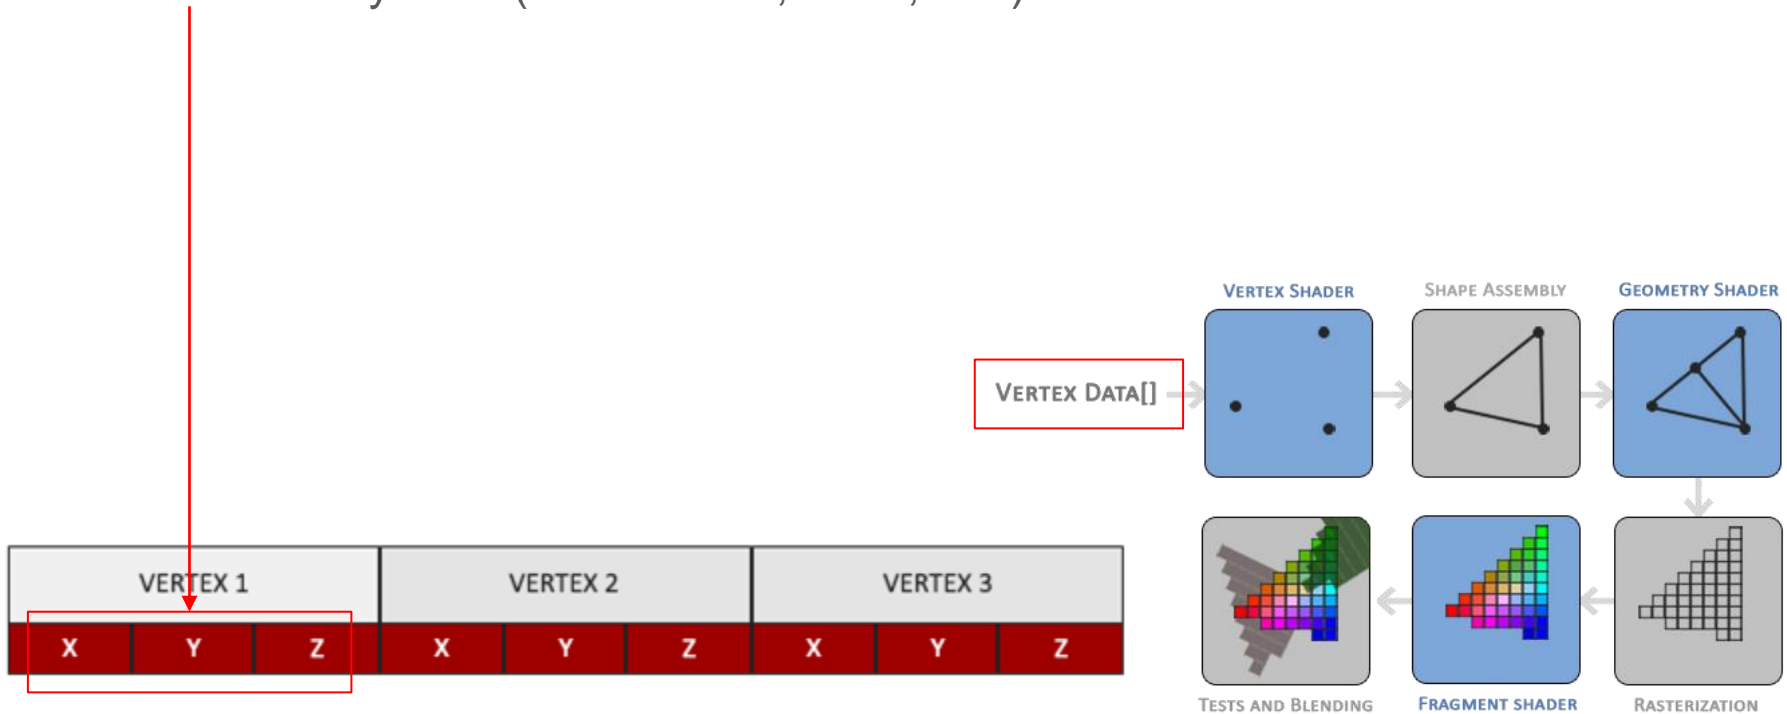 VERTEX SHADER
SHAPE ASSEMBLY
GEOMETRY SHADER
VERTEX DATA[]
VERTEX 1
VERTEX 2
VERTEX 3
X Y Z X Y Z X Y Z
TESTS AND BLENDING
FRAGMENT SHADER
RASTERIZATION